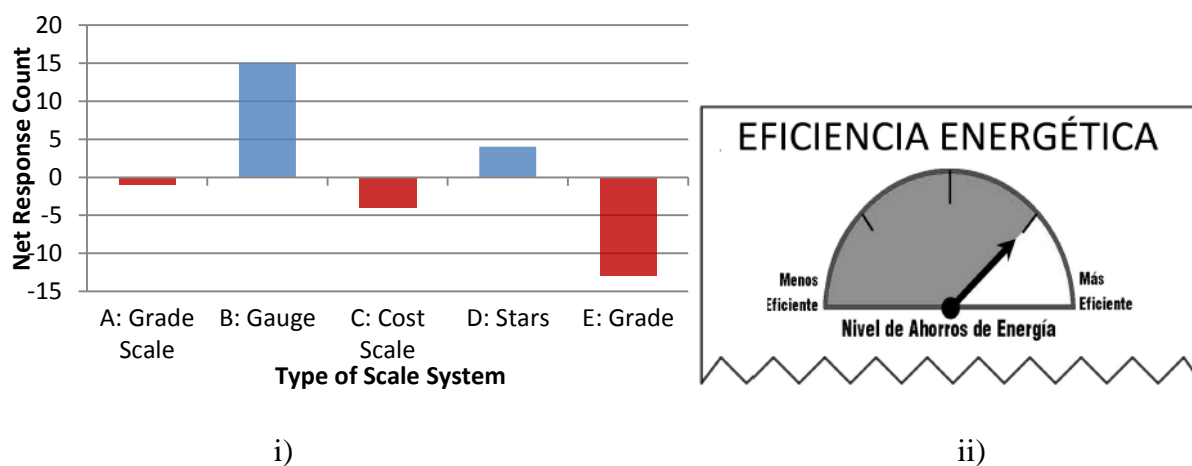 20
15
10
5
0
-5
-10
-15
Net Response Count
A: Grade Scale
B: Gauge
C: Cost Scale
D: Stars
E: Grade
Type of Scale System
i)
EFICIENCIA ENERGÉTICA
Menos
Eficiente
Más
Eficiente
Nivel de Ahorros de Energía
ii)